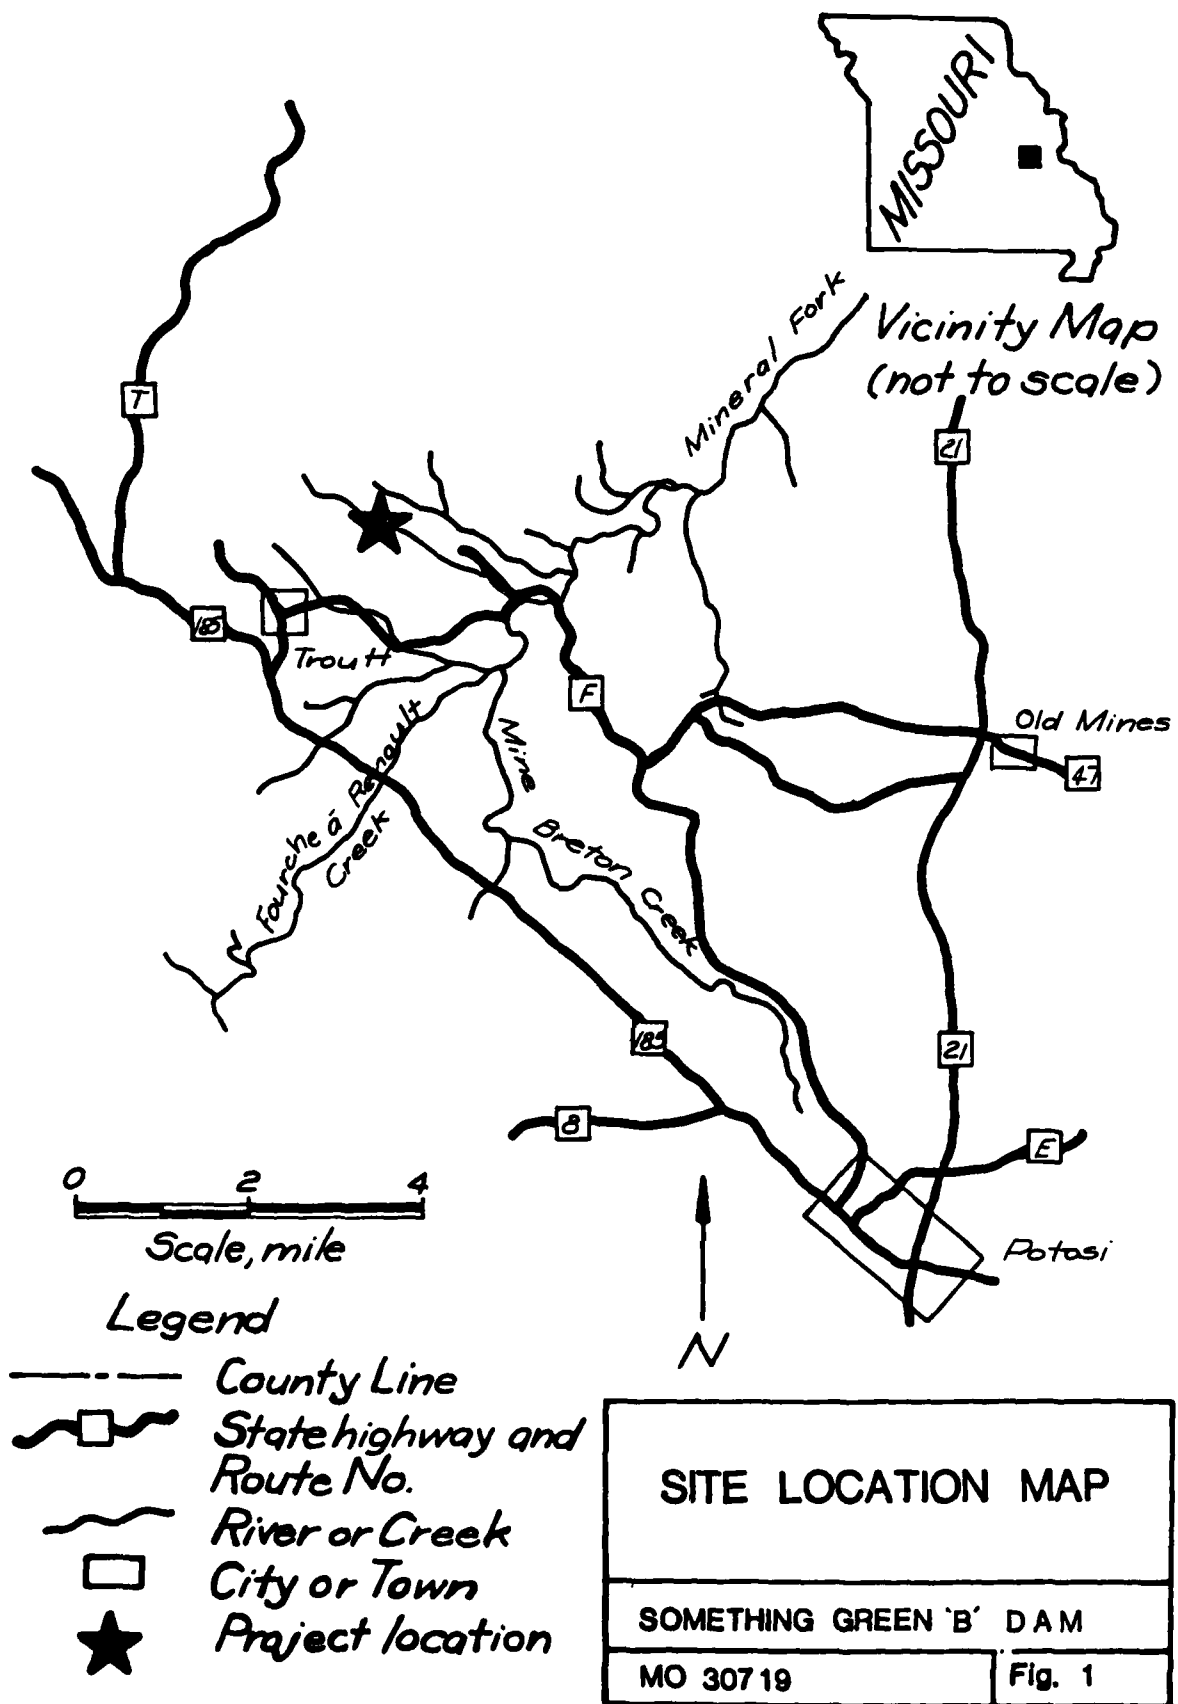 MISSOURI
Vicinity Map
(not to scale)
Mineral Fork
T
21
185
Troutt
F
Old Mines
47
Mine
Breton Creek
Fourche á Renault
Creek
185
21
8
E
Potosi
0 2 4
Scale, mile
N
Legend
County Line
State highway and
Route No.
River or Creek
City or Town
Project location
SITE LOCATION MAP
SOMETHING GREEN 'B' DAM
MO 30719
Fig. 1